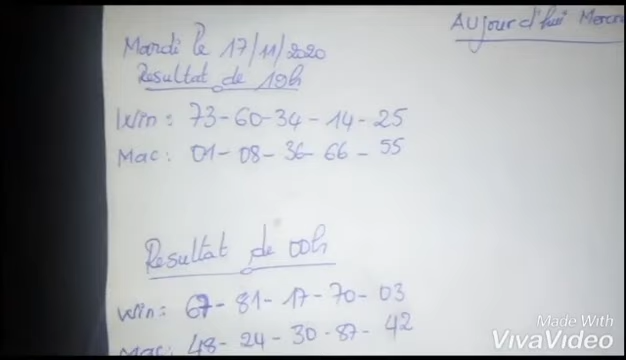 Aujourd'hui Mercre
Mardi le 17/11/2020
Resultat de 19h
Win: 73-60-34-14-25
Mac: 01-08-36-66-55
Resultat de 00h
Win: 67-81-17-70-03
Mac: 48-24-30-87-42
Made With
VivaVideo